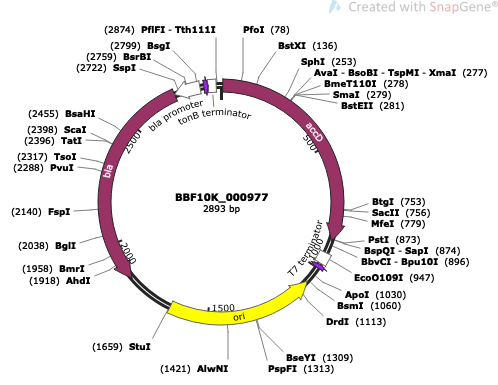 Created with SnapGene®
(2874) PflFI - Tth111I
PfoI (78)
(2799) BsgI
BstXI (136)
(2759) BsrBI
SphI (253)
(2722) SspI
AvaI - BsoBI - TspMI - XmaI (277)
BmeT110I (278)
SmaI (279)
BstEII (281)
bla promoter
tonB terminator
accD
(2455) BsaHI
(2398) ScaI
(2396) TatI
2500
500
(2317) TsoI
(2288) PvuI
bla
BBF10K_000977
2893 bp
(2140) FspI
BtgI (753)
SacII (756)
MfeI (779)
(2038) BglI
2000
1000
T7 terminator
PstI (873)
BspQI - SapI (874)
BbvCI - Bpu10I (896)
(1958) BmrI
(1918) AhdI
EcoO109I (947)
ApoI (1030)
BsmI (1060)
1500
ori
DrdI (1113)
(1659) StuI
BseYI (1309)
(1421) AlwNI
PspFI (1313)